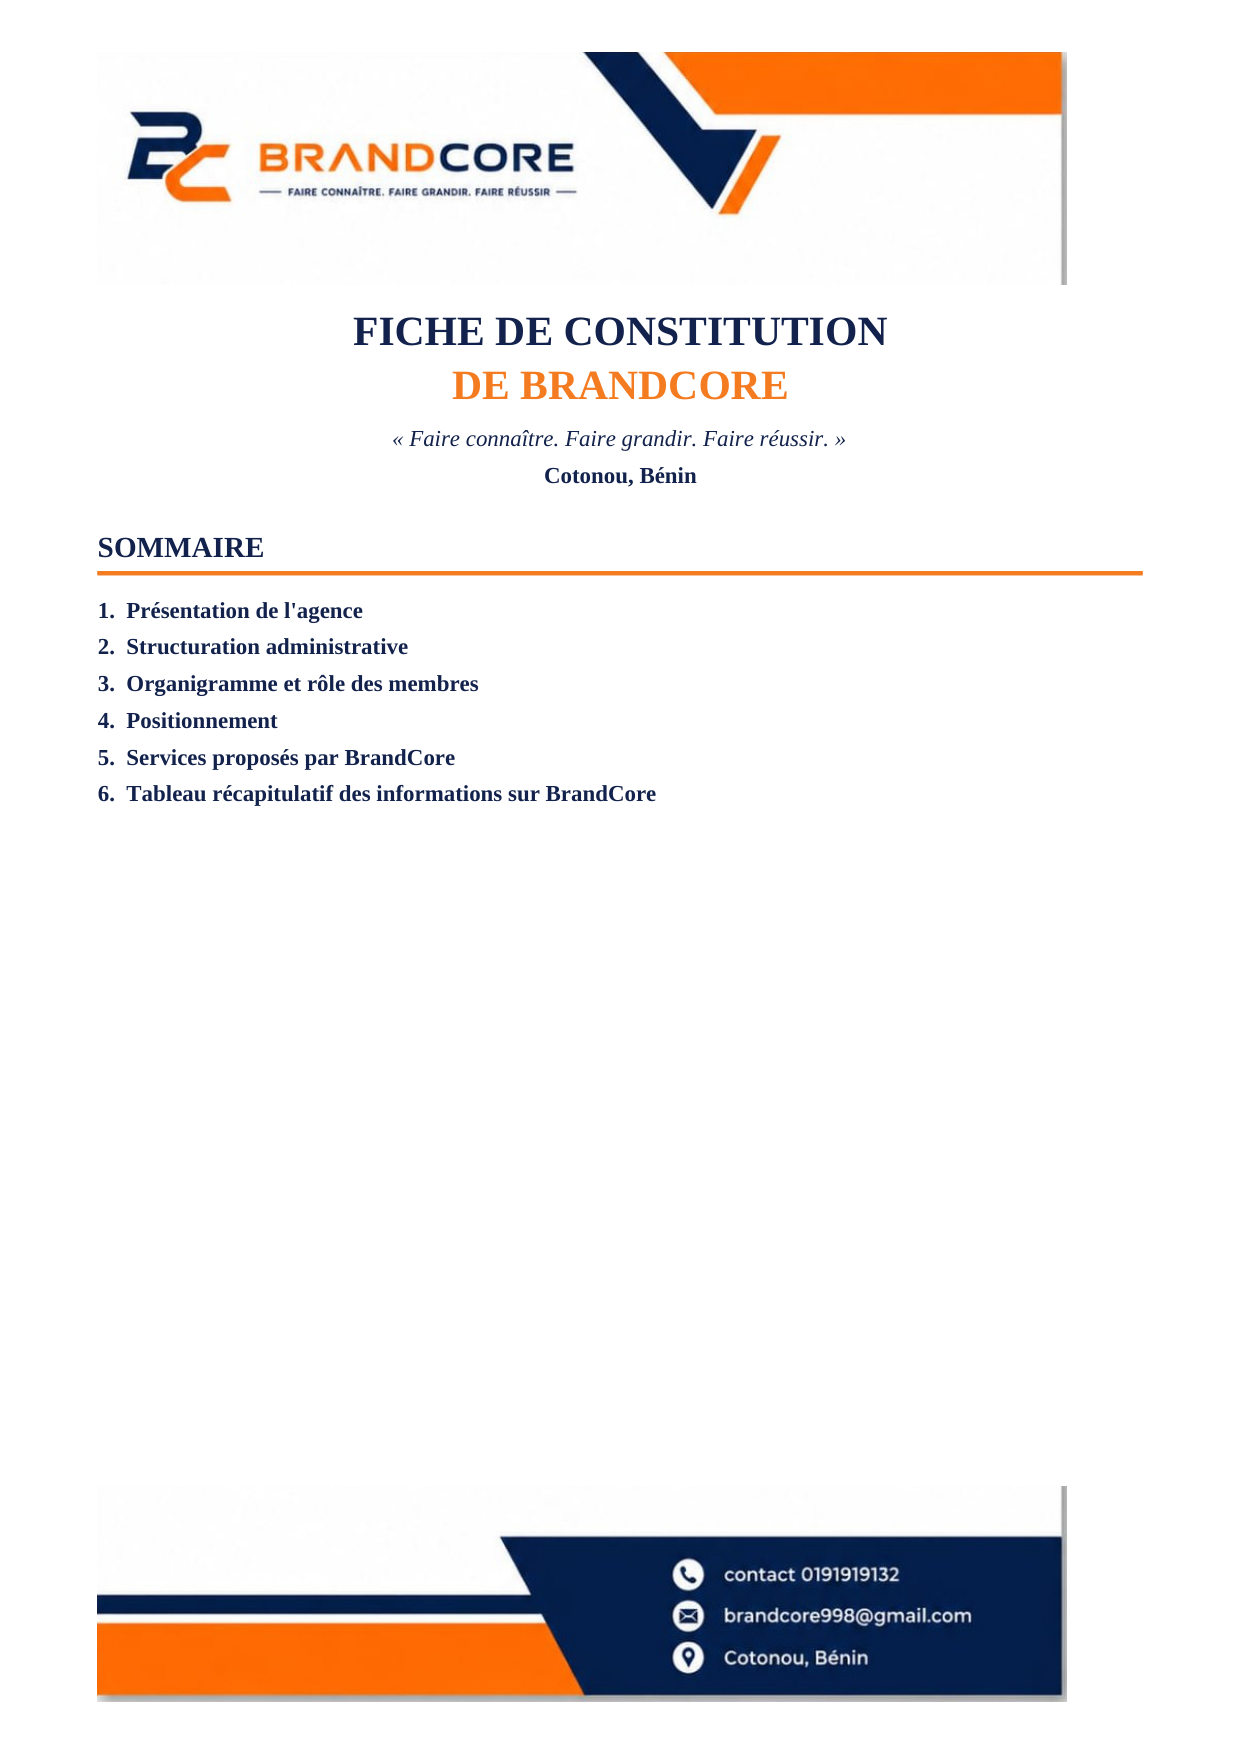 BC BRANDCORE
FAIRE CONNAÎTRE. FAIRE GRANDIR. FAIRE RÉUSSIR
FICHE DE CONSTITUTION
DE BRANDCORE
« Faire connaître. Faire grandir. Faire réussir. »
Cotonou, Bénin
SOMMAIRE
1. Présentation de l'agence
2. Structuration administrative
3. Organigramme et rôle des membres
4. Positionnement
5. Services proposés par BrandCore
6. Tableau récapitulatif des informations sur BrandCore
contact 0191919132
brandcore998@gmail.com
Cotonou, Bénin